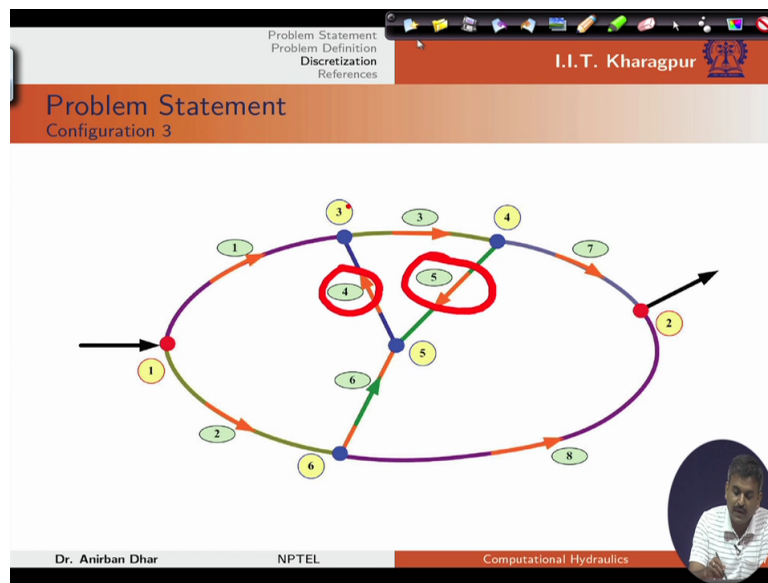 Problem Statement
Problem Definition
Discretization
References
I.I.T. Kharagpur
Problem Statement
Configuration 3
3
3
4
1
7
5
4
2
1
5
6
2
6
8
Dr. Anirban Dhar
NPTEL
Computational Hydraulics